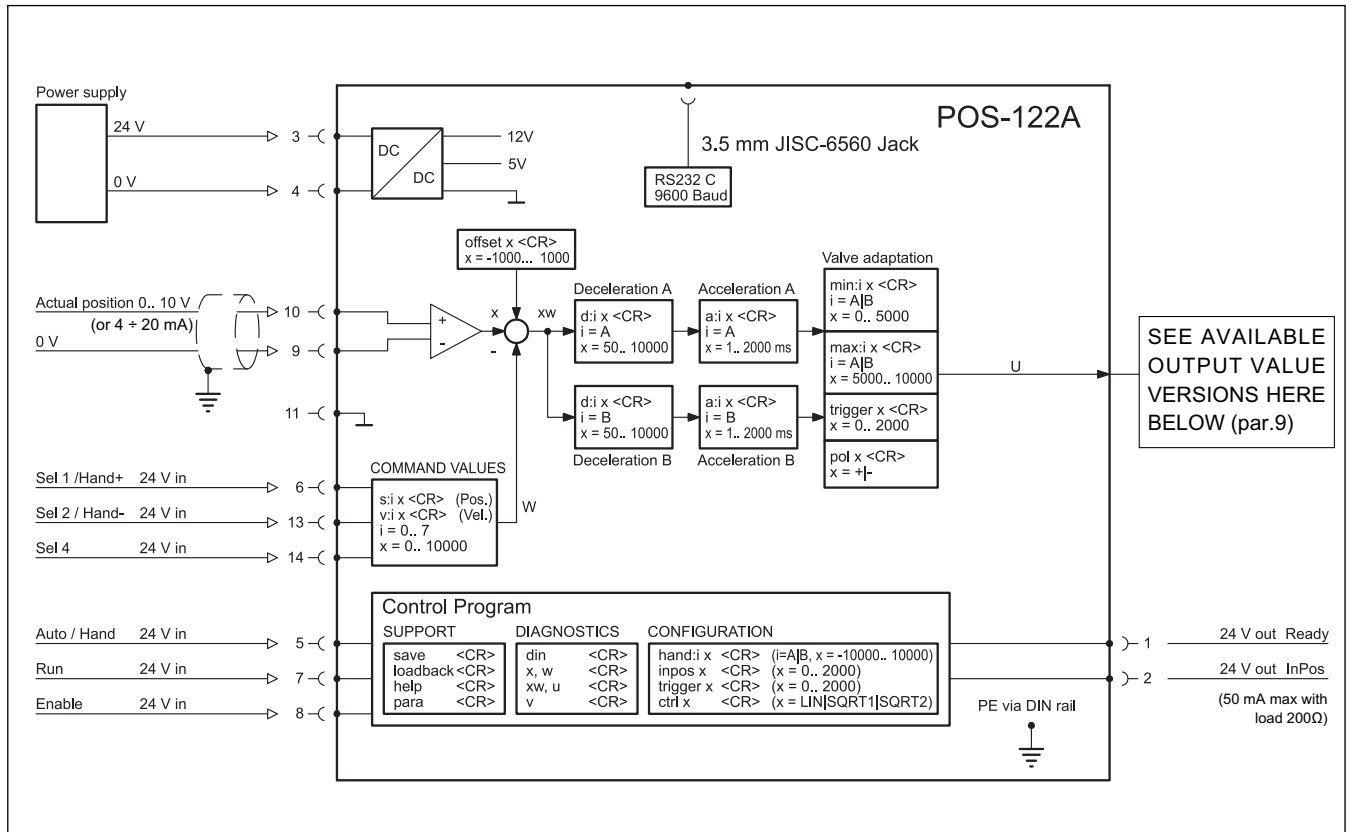 POS-122A
Power supply
24 V
3
DC
DC
12V
5V
0 V
4
3.5 mm JISC-6560 Jack
RS232 C
9600 Baud
offset x <CR>
x = -1000... 1000
Actual position 0.. 10 V
(or 4 ÷ 20 mA)
10
0 V
9
+
-
x
-
xw
Deceleration A
d:i x <CR>
i = A
x = 50.. 10000
Acceleration A
a:i x <CR>
i = A
x = 1.. 2000 ms
d:i x <CR>
i = B
x = 50.. 10000
Deceleration B
a:i x <CR>
i = B
x = 1.. 2000 ms
Acceleration B
Valve adaptation
min:i x <CR>
i = A|B
x = 0.. 5000
max:i x <CR>
i = A|B
x = 5000.. 10000
trigger x <CR>
x = 0.. 2000
pol x <CR>
x = +|-
U
SEE AVAILABLE
OUTPUT VALUE
VERSIONS HERE
BELOW (par.9)
11
COMMAND VALUES
s:i x <CR> (Pos.)
v:i x <CR> (Vel.)
i = 0.. 7
x = 0.. 10000
W
Sel 1 /Hand+ 24 V in 6
Sel 2 / Hand- 24 V in 13
Sel 4 24 V in 14
Auto / Hand 24 V in 5
Run 24 V in 7
Enable 24 V in 8
Control Program
SUPPORT
save <CR>
loadback <CR>
help <CR>
para <CR>
DIAGNOSTICS
din <CR>
x, w <CR>
xw, u <CR>
v <CR>
CONFIGURATION
hand:i x <CR> (i=A|B, x = -10000.. 10000)
inpos x <CR> (x = 0.. 2000)
trigger x <CR> (x = 0.. 2000)
ctrl x <CR> (x = LIN|SQRT1|SQRT2)
1 24 V out Ready
2 24 V out InPos
(50 mA max with
load 200Ω)
PE via DIN rail